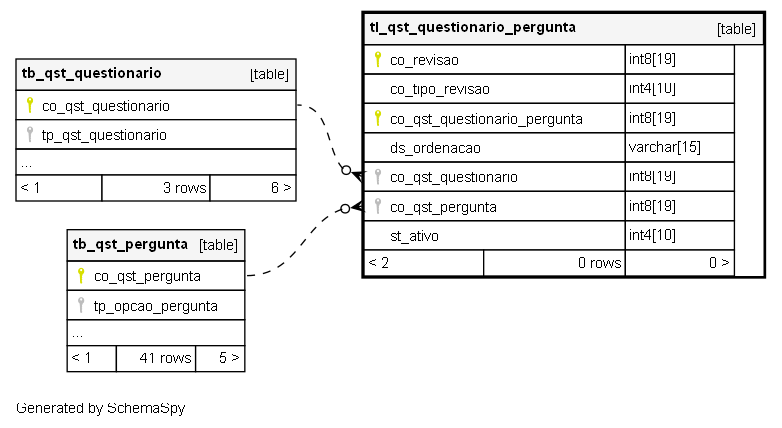 tl_qst_questionario_pergunta [table]
co_revisao int8[19]
co_tipo_revisao int4[10]
co_qst_questionario_pergunta int8[19]
ds_ordenacao varchar[15]
co_qst_questionario int8[19]
co_qst_pergunta int8[19]
st_ativo int4[10]
< 2 0 rows 0 >
tb_qst_questionario [table]
co_qst_questionario
tp_qst_questionario
...
< 1 3 rows 6 >
tb_qst_pergunta [table]
co_qst_pergunta
tp_opcao_pergunta
...
< 1 41 rows 5 >
Generated by SchemaSpy